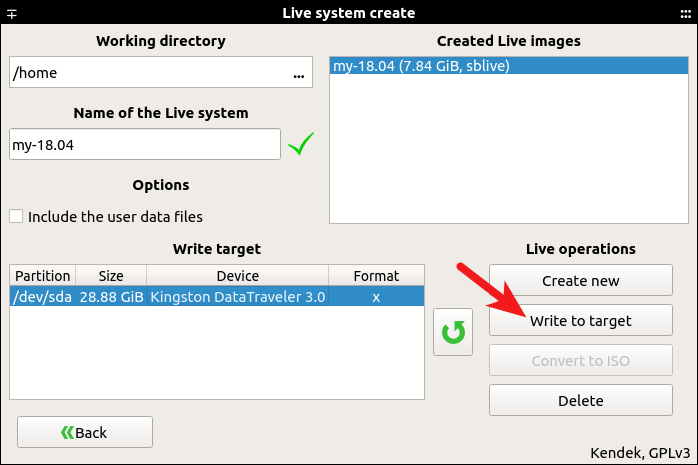 Live system create
Working directory
/home
...
Name of the Live system
my-18.04
Options
Include the user data files
Created Live images
my-18.04 (7.84 GiB, sblive)
Write target
Partition Size Device Format
/dev/sda 28.88 GiB Kingston DataTraveler 3.0 x
Live operations
Create new
Write to target
Convert to ISO
Delete
Back
Kendek, GPLv3